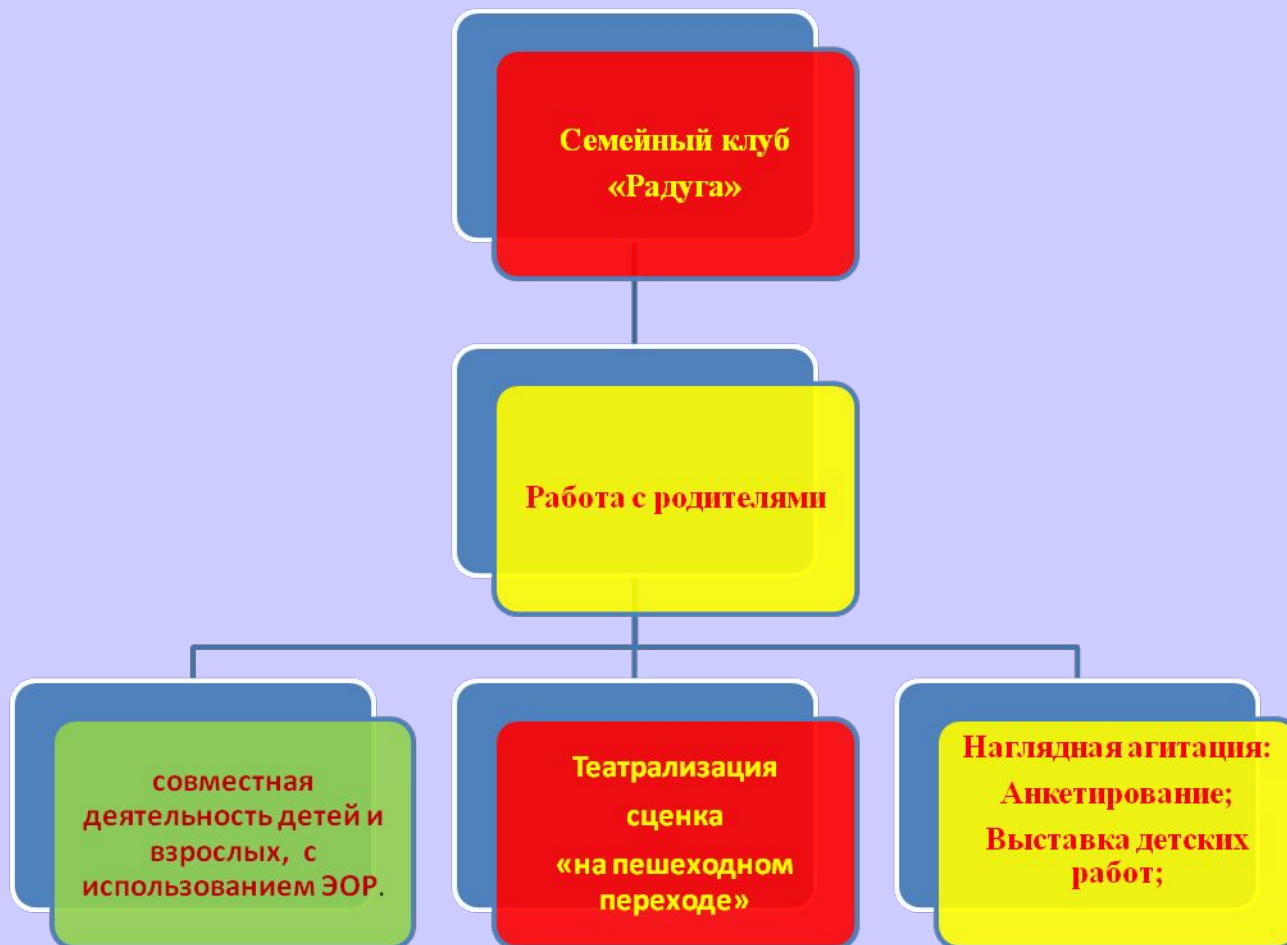 Семейный клуб
«Радуга»
Работа с родителями
совместная
деятельность детей и
взрослых, с
использованием ЭОР.
Театрализация
сценка
«на пешеходном
переходе»
Наглядная агитация:
Анкетирование;
Выставка детских
работ;